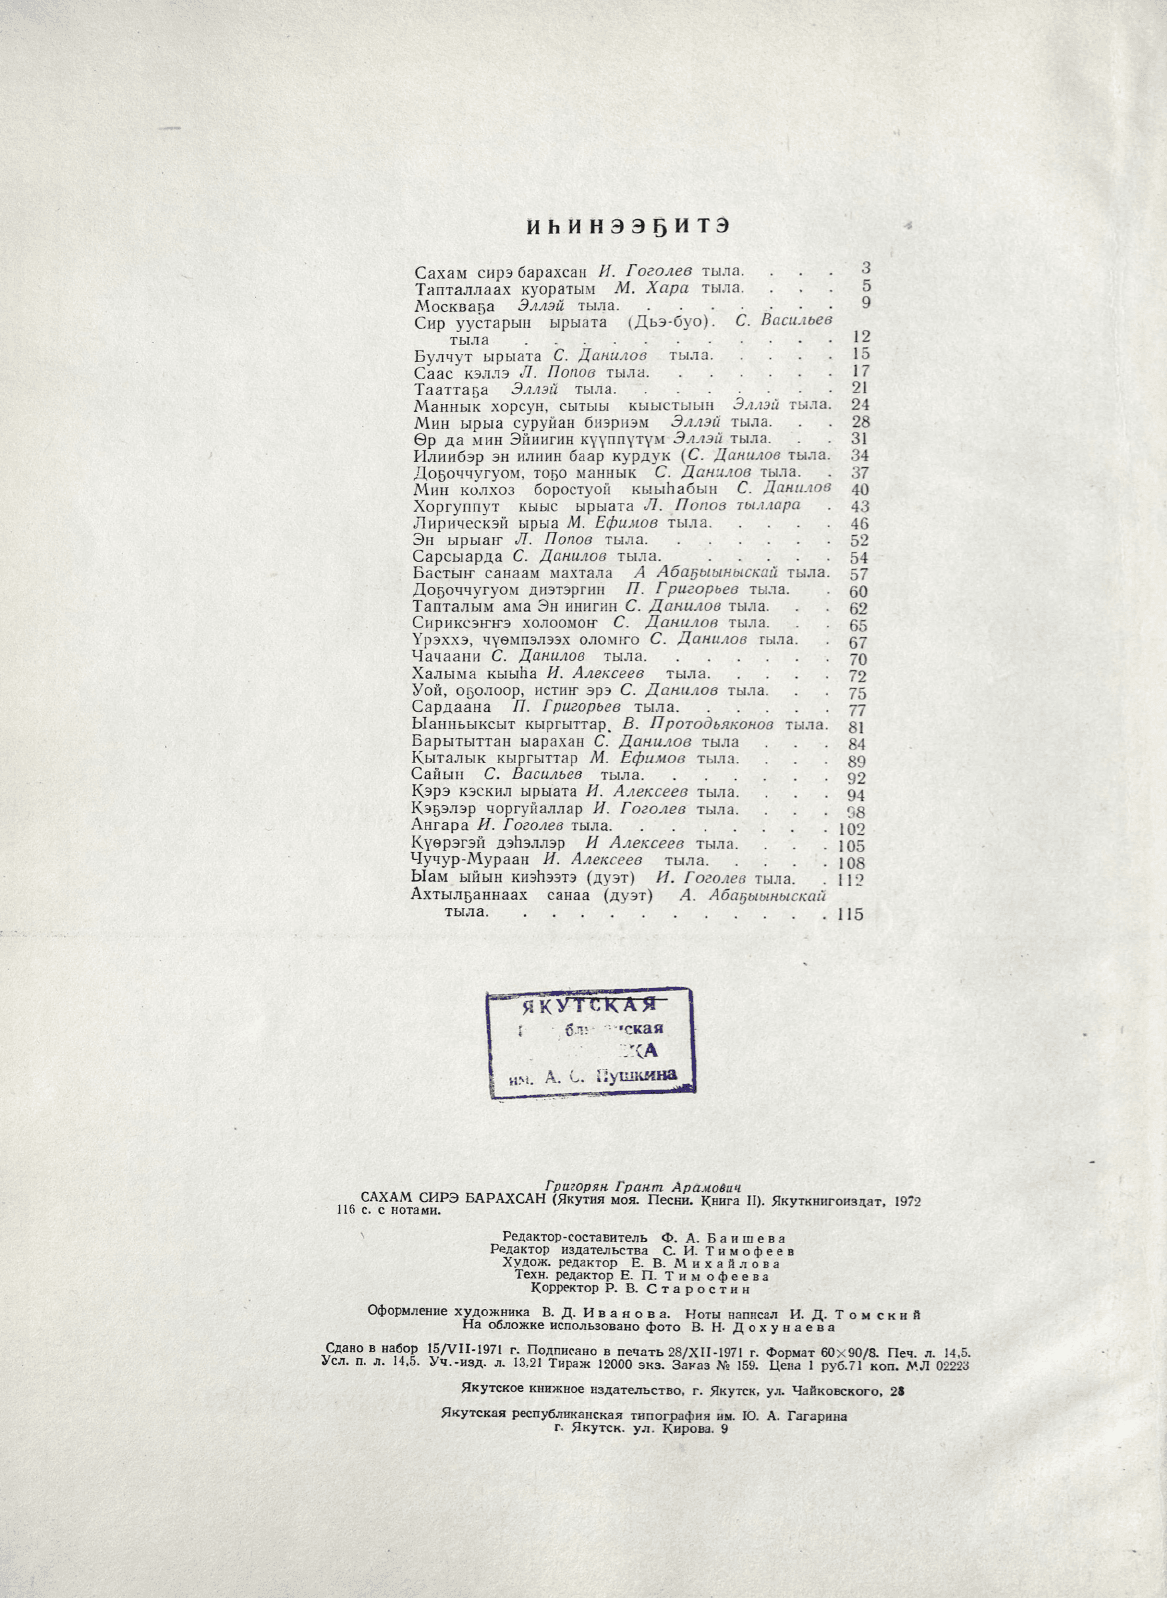 ИҺИНЭЭҔИТЭ
Сахам сирэ барахсан И. Гоголев тыла. . . . 3
Тапталлаах куоратым М. Хара тыла. . . . 5
Москваҕа Эллэй тыла. . . . . . . . 9
Сир уустарын ырыата (Дьэ-буо). С. Васильев
тыла . . . . . . . . . . . 12
Булчут ырыата С. Данилов тыла. . . . . 15
Саас кэллэ Л. Попов тыла. . . . . . . 17
Тааттаҕа Эллэй тыла. . . . . . . . 21
Маннык хорсун, сытыы кыыстыын Эллэй тыла. 24
Мин ырыа суруйан биэриэм Эллэй тыла. . . 28
Өр да мин Эйиигин күүппүтүм Эллэй тыла. . . 31
Илиибэр эн илиин баар курдук (С. Данилов тыла. 34
Доҕоччугуом, тоҕо маннык С. Данилов тыла. . 37
Мин колхоз боростуой кыыһабын С. Данилов 40
Хоргуппут кыыс ырыата Л. Попов тыллара . 43
Лирическэй ырыа М. Ефимов тыла. . . . . 46
Эн ырыаҥ Л. Попов тыла. . . . . . . 52
Сарсыарда С. Данилов тыла. . . . . . 54
Бастыҥ санаам махтала А Абаҕыыныскай тыла. 57
Доҕоччугуом диэтэргин П. Григорьев тыла. . 60
Тапталым ама Эн инигин С. Данилов тыла. . . 62
Сириксэҥҥэ холоомоҥ С. Данилов тыла. . . 65
Үрэххэ, чүөмпэлээх оломҥо С. Данилов тыла. . 67
Чачаани С. Данилов тыла. . . . . . . 70
Халыма кыыһа И. Алексеев тыла. . . . . 72
Уой, оҕолоор, истиҥ эрэ С. Данилов тыла. . . 75
Сардаана П. Григорьев тыла. . . . . . 77
Ыанньыксыт кыргыттар. В. Протодьяконов тыла. 81
Барытыттан ыарахан С. Данилов тыла . . . 84
Қыталык кыргыттар М. Ефимов тыла. . . . 89
Сайын С. Васильев тыла. . . . . . . 92
Қэрэ кэскил ырыата И. Алексеев тыла. . . . 94
Қэҕэлэр чоргуйаллар И. Гоголев тыла. . . . 98
Ангара И. Гоголев тыла. . . . . . . . 102
Қүөрэгэй дэһэллэр И Алексеев тыла. . . . 105
Чучур-Мураан И. Алексеев тыла. . . . . 108
Ыам ыйын киэһээтэ (дуэт) И. Гоголев тыла. . 112
Ахтылҕаннаах санаа (дуэт) А. Абаҕыыныскай
тыла. . . . . . . . . . . . 115
ЯКУТСКАЯ
ская
КА
им. А. С. Пушкина
Григорян Грант Арамович
САХАМ СИРЭ БАРАХСАН (Якутия моя. Песни. Книга II). Якуткнигоиздат, 1972
116 с. с нотами.
Редактор-составитель Ф. А. Баишева
Редактор издательства С. И. Тимофеев
Худож. редактор Е. В. Михайлова
Техн. редактор Е. П. Тимофеева
Корректор Р. В. Старостин
Оформление художника В. Д. Иванова. Ноты написал И. Д. Томский
На обложке использовано фото В. Н. Дохунаева
Сдано в набор 15/VII-1971 г. Подписано в печать 28/XII-1971 г. Формат 60×90/8. Печ. л. 14,5.
Усл. п. л. 14,5. Уч.-изд. л. 13,21 Тираж 12000 экз. Заказ № 159. Цена 1 руб.71 коп. МЛ 02223
Якутское книжное издательство, г. Якутск, ул. Чайковского, 28
Якутская республиканская типография им. Ю. А. Гагарина
г. Якутск. ул. Кирова. 9